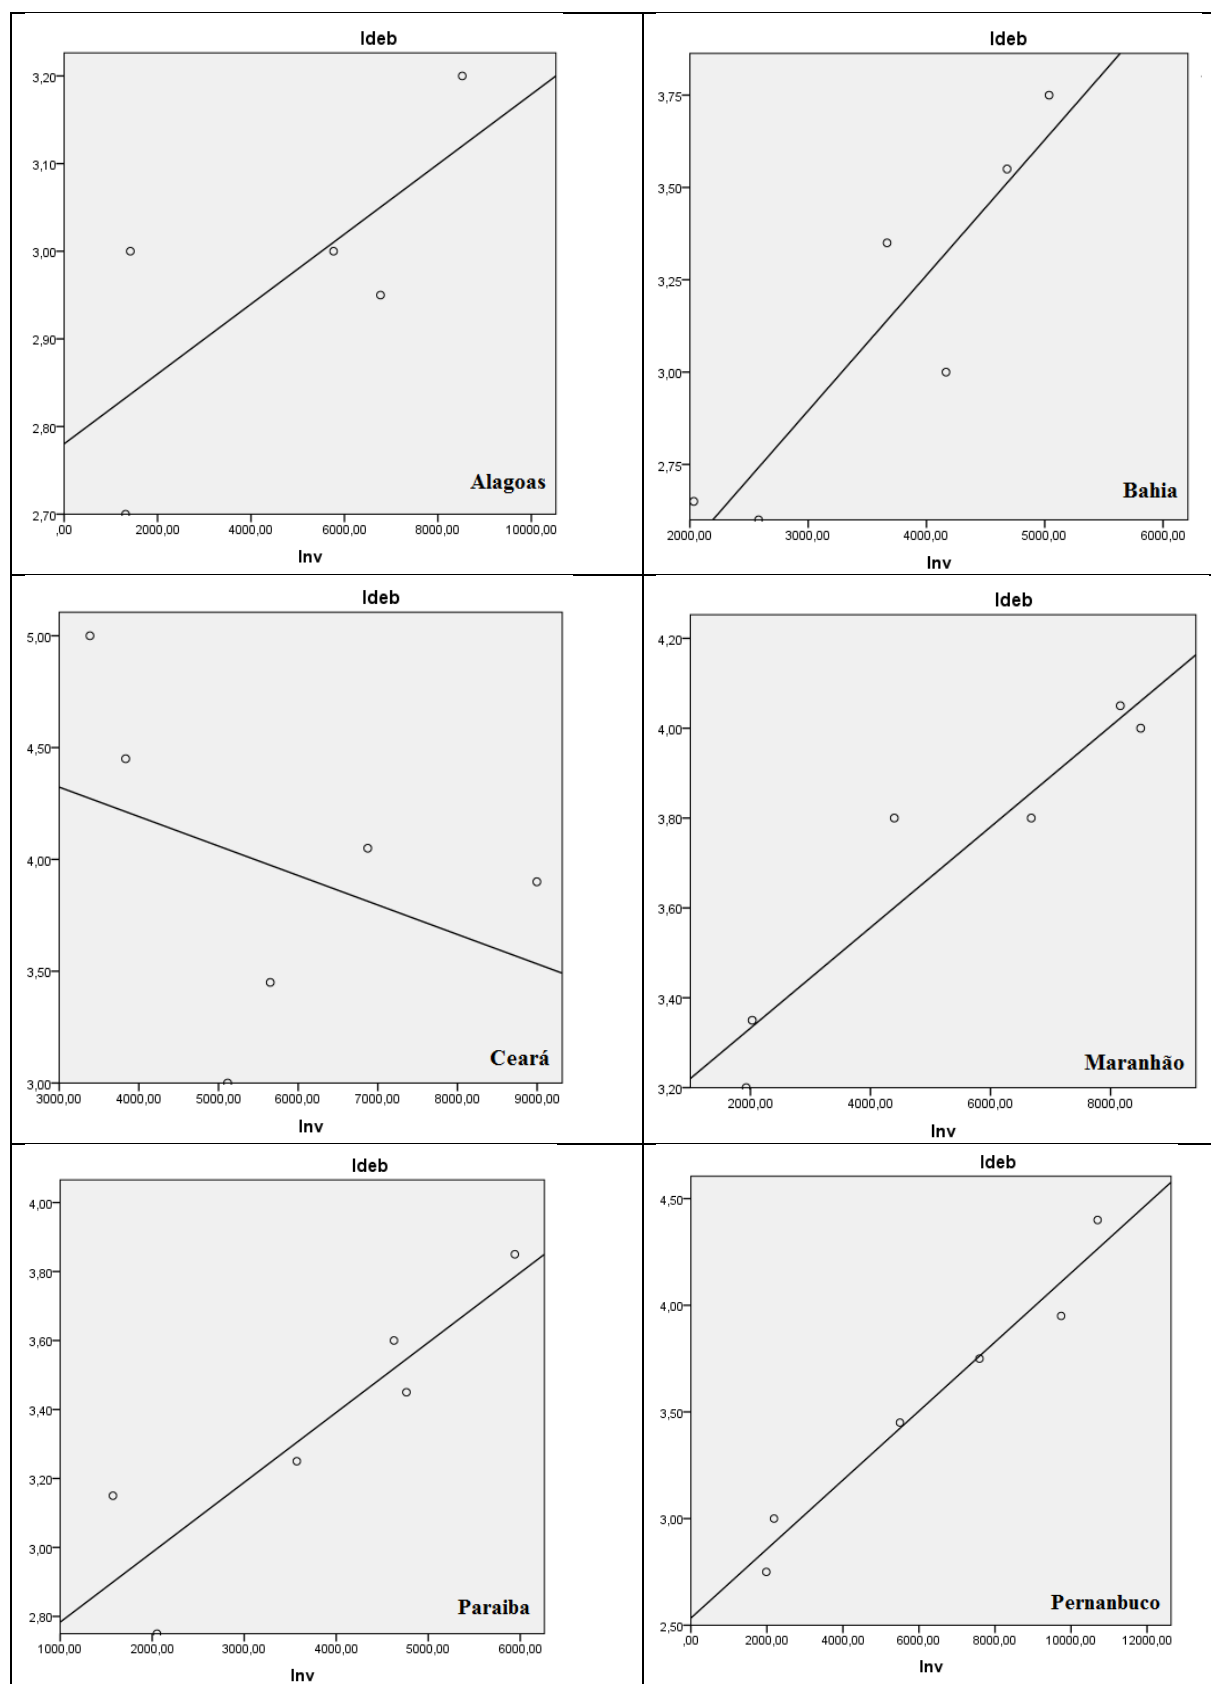 Ideb
3,20
3,10
3,00
2,90
2,80
2,70
Alagoas
,00 2000,00 4000,00 6000,00 8000,00 10000,00
Inv
Ideb
3,75
3,50
3,25
3,00
2,75
Bahia
2000,00 3000,00 4000,00 5000,00 6000,00
Inv
Ideb
5,00
4,50
4,00
3,50
3,00
Ceará
3000,00 4000,00 5000,00 6000,00 7000,00 8000,00 9000,00
Inv
Ideb
4,20
4,00
3,80
3,60
3,40
3,20
Maranhão
2000,00 4000,00 6000,00 8000,00
Inv
Ideb
4,00
3,80
3,60
3,40
3,20
3,00
2,80
Paraiba
1000,00 2000,00 3000,00 4000,00 5000,00 6000,00
Inv
Ideb
4,50
4,00
3,50
3,00
2,50
Pernanbuco
,00 2000,00 4000,00 6000,00 8000,00 10000,00 12000,00
Inv